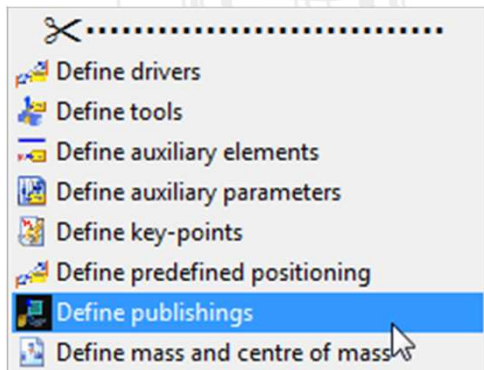 Define drivers
Define tools
Define auxiliary elements
Define auxiliary parameters
Define key-points
Define predefined positioning
Define publishings
Define mass and centre of mass